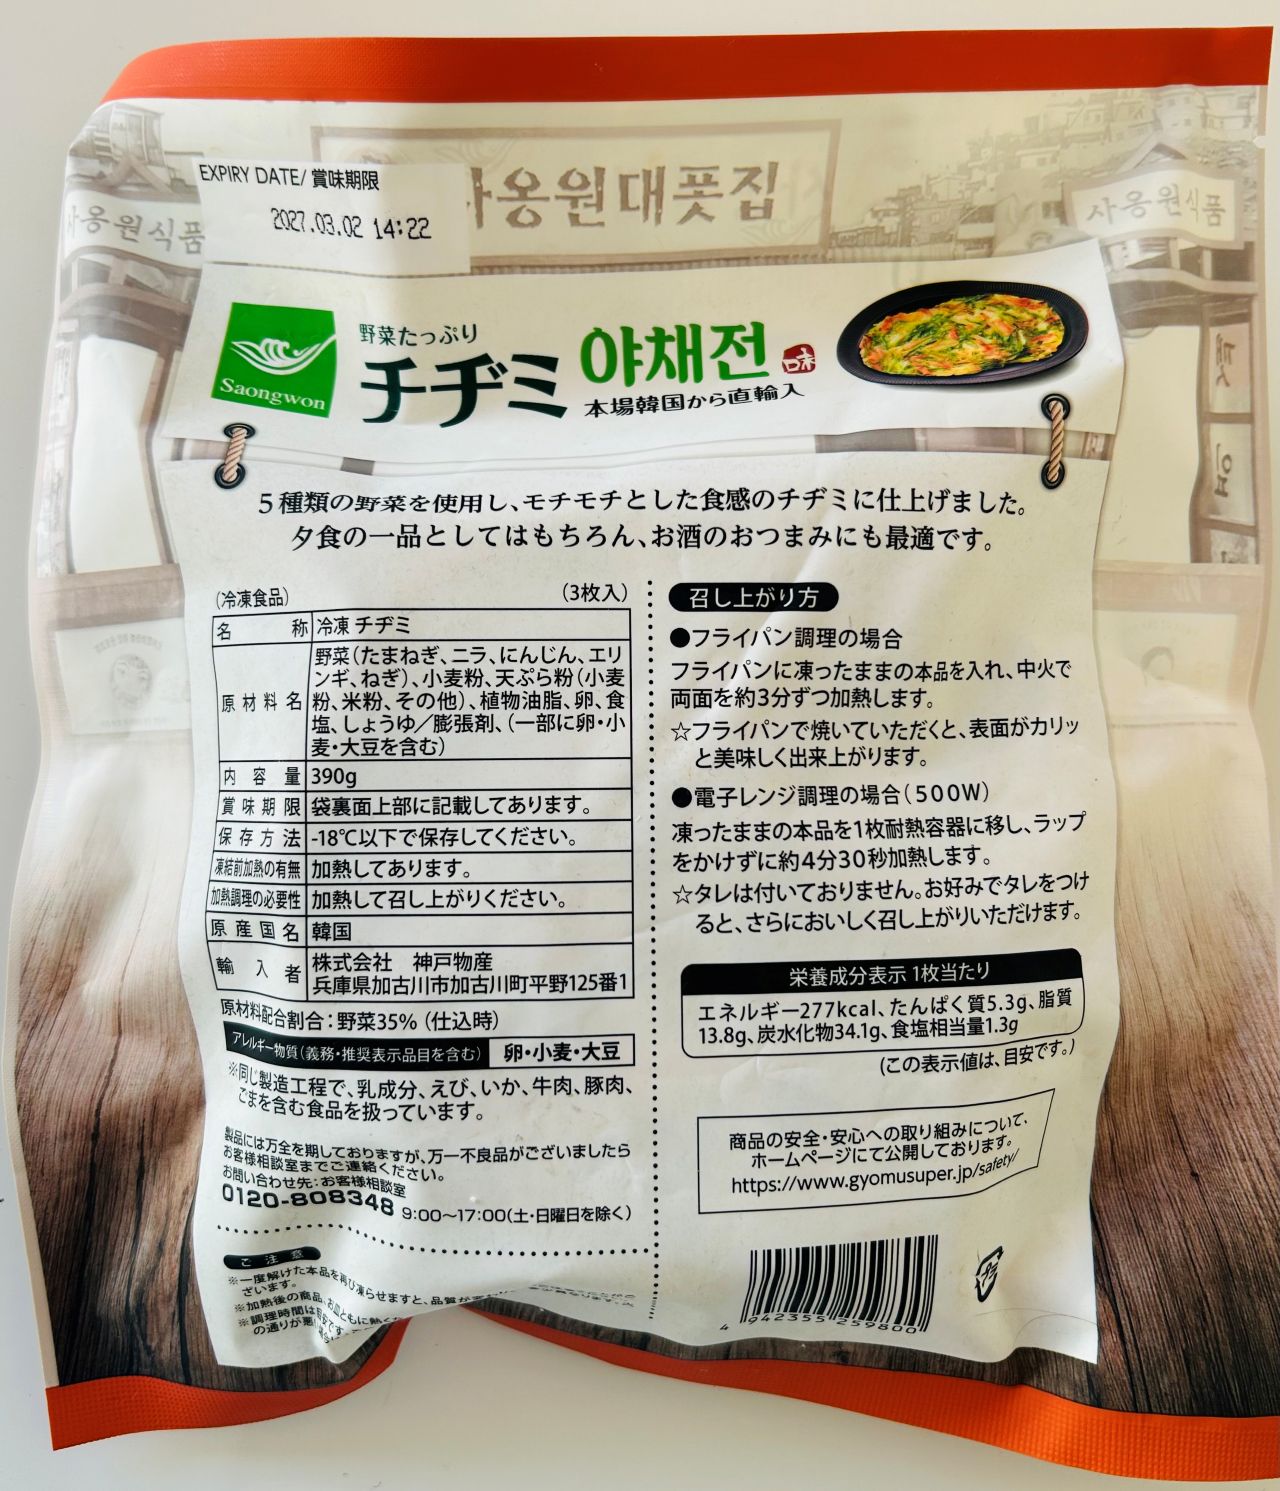 EXPIRY DATE/ 賞味期限
2027.03.02 14:22
사옹원대폿집
사옹원식품
사옹원식품
Saongwon
野菜たっぷり
チヂミ 야채전 味
本場韓国から直輸入
5種類の野菜を使用し、モチモチとした食感のチヂミに仕上げました。
夕食の一品としてはもちろん、お酒のおつまみにも最適です。
(冷凍食品) (3枚入)
名称 冷凍 チヂミ
原材料名 野菜(たまねぎ、ニラ、にんじん、エリ
ンギ、ねぎ)、小麦粉、天ぷら粉(小麦
粉、米粉、その他)、植物油脂、卵、食
塩、しょうゆ/膨張剤、(一部に卵・小
麦・大豆を含む)
内容量 390g
賞味期限 袋裏面上部に記載してあります。
保存方法 -18℃以下で保存してください。
凍結前加熱の有無 加熱してあります。
加熱調理の必要性 加熱して召し上がりください。
原産国名 韓国
輸入者 株式会社 神戸物産
兵庫県加古川市加古川町平野125番1
原材料配合割合:野菜35% (仕込時)
アレルギー物質(義務・推奨表示品目を含む) 卵・小麦・大豆
※同じ製造工程で、乳成分、えび、いか、牛肉、豚肉、
ごまを含む食品を扱っています。
製品には万全を期しておりますが、万一不良品がございましたら
お客様相談室までご連絡ください。
お問い合わせ先:お客様相談室
0120-808348 9:00〜17:00(土・日曜日を除く)
ご注意
※一度解けた本品を再び凍らせますと、品質が
ざいます。
※加熱後の商品、お皿ともに熱く
※調理時間は目安です。
の通りが悪い
召し上がり方
●フライパン調理の場合
フライパンに凍ったままの本品を入れ、中火で
両面を約3分ずつ加熱します。
☆フライパンで焼いていただくと、表面がカリッ
と美味しく出来上がります。
●電子レンジ調理の場合(500W)
凍ったままの本品を1枚耐熱容器に移し、ラップ
をかけずに約4分30秒加熱します。
☆タレは付いておりません。お好みでタレをつけ
ると、さらにおいしく召し上がりいただけます。
栄養成分表示 1枚当たり
エネルギー277kcal、たんぱく質5.3g、脂質
13.8g、炭水化物34.1g、食塩相当量1.3g
(この表示値は、目安です。)
商品の安全・安心への取り組みについて、
ホームページにて公開しております。
https://www.gyomusuper.jp/safety/
4 942355 259800